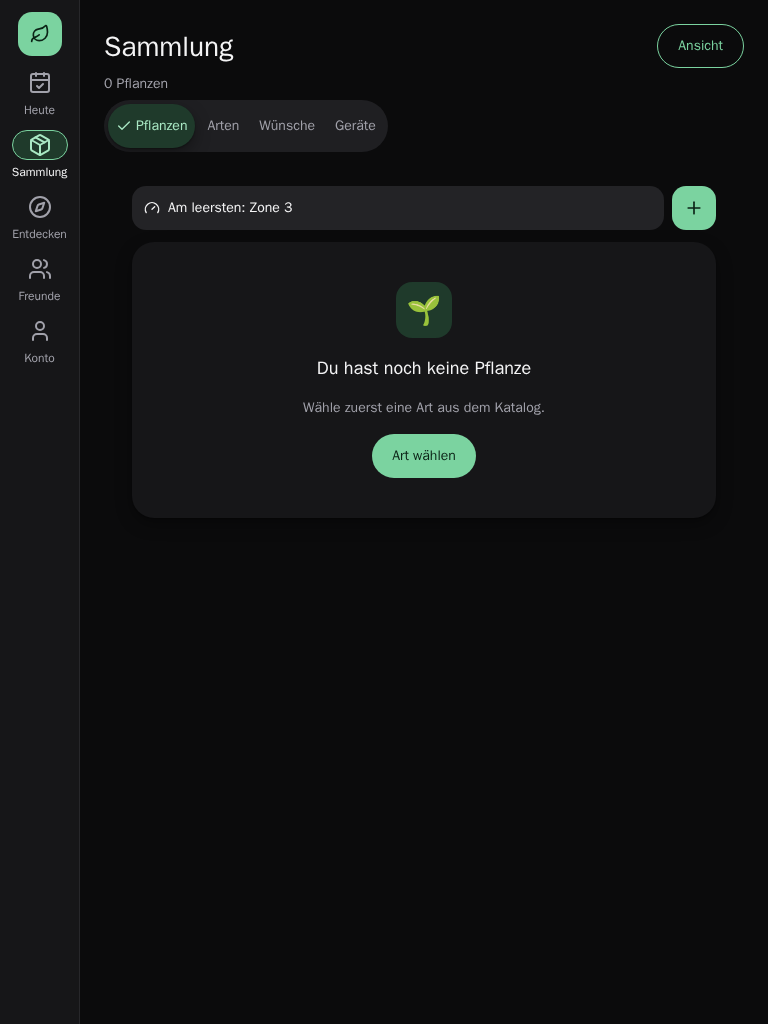 Sammlung
Ansicht
0 Pflanzen
Pflanzen
Arten
Wünsche
Geräte
Heute
Sammlung
Entdecken
Freunde
Konto
Am leersten: Zone 3
Du hast noch keine Pflanze
Wähle zuerst eine Art aus dem Katalog.
Art wählen